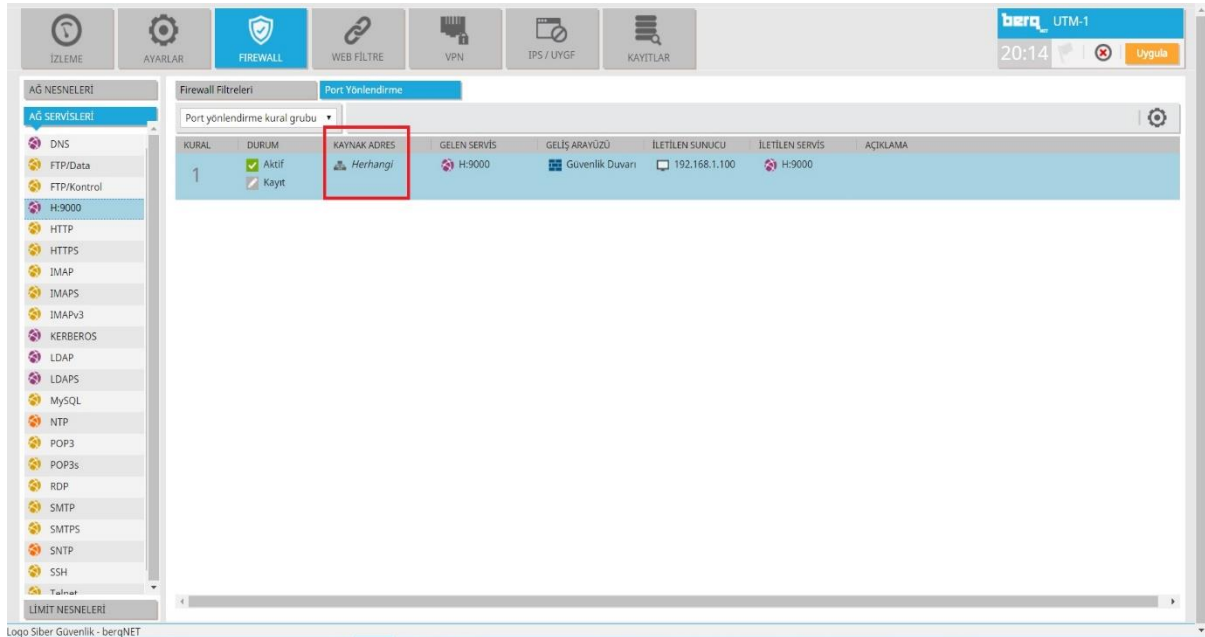 İZLEME
AYARLAR
FIREWALL
WEB FİLTRE
VPN
IPS / UYGF
KAYITLAR
berq
NET
UTM-1
20:14
Uygula
AĞ NESNELERİ
AĞ SERVİSLERİ
DNS
FTP/Data
FTP/Kontrol
H:9000
HTTP
HTTPS
IMAP
IMAPS
IMAPv3
KERBEROS
LDAP
LDAPS
MySQL
NTP
POP3
POP3s
RDP
SMTP
SMTPS
SNTP
SSH
Telnet
LİMİT NESNELERİ
Firewall Filtreleri
Port Yönlendirme
Port yönlendirme kural grubu
KURAL DURUM KAYNAK ADRES GELEN SERVİS GELİŞ ARAYÜZÜ İLETİLEN SUNUCU İLETİLEN SERVİS AÇIKLAMA
1 Aktif Herhangi H:9000 Güvenlik Duvarı 192.168.1.100 H:9000
Kayıt
Logo Siber Güvenlik - berqNET